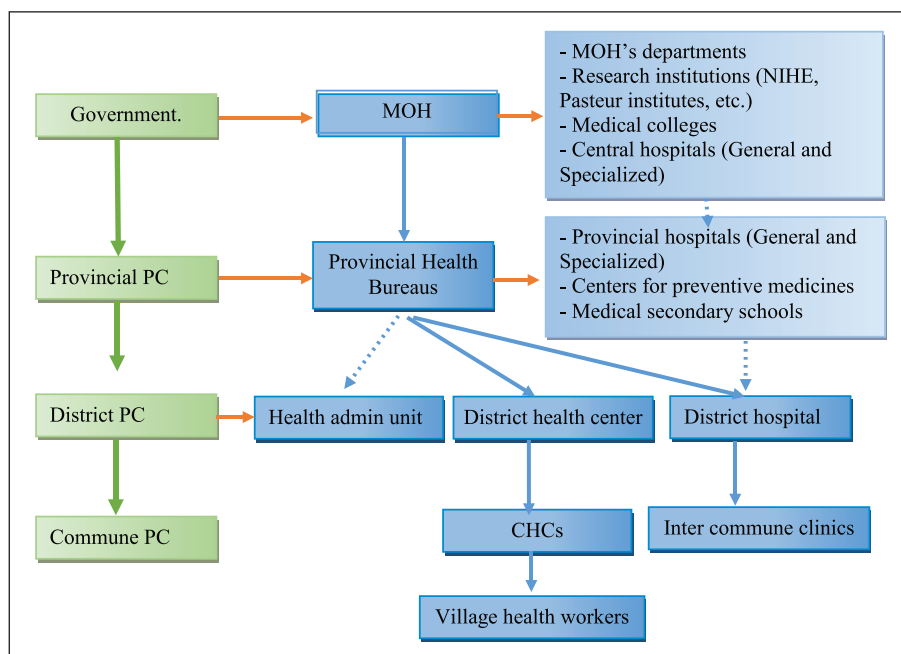 Government.
MOH
- MOH's departments
- Research institutions (NIHE,
Pasteur institutes, etc.)
- Medical colleges
- Central hospitals (General and
Specialized)
Provincial PC
Provincial Health
Bureaus
- Provincial hospitals (General and
Specialized)
- Centers for preventive medicines
- Medical secondary schools
District PC
Health admin unit
District health center
District hospital
Commune PC
CHCs
Inter commune clinics
Village health workers